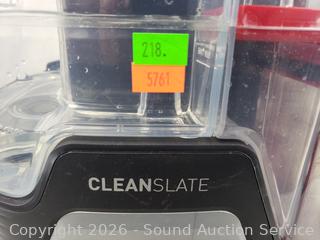 218.
5761
CLEANSLATE
Copyright 2026 - Sound Auction Service